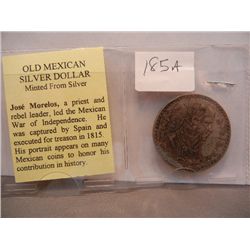 OLD MEXICAN
SILVER DOLLAR
Minted From Silver
José Morelos, a priest and
rebel leader, led the Mexican
War of Independence. He
was captured by Spain and
executed for treason in 1815.
His portrait appears on many
Mexican coins to honor his
contribution in history.
185A